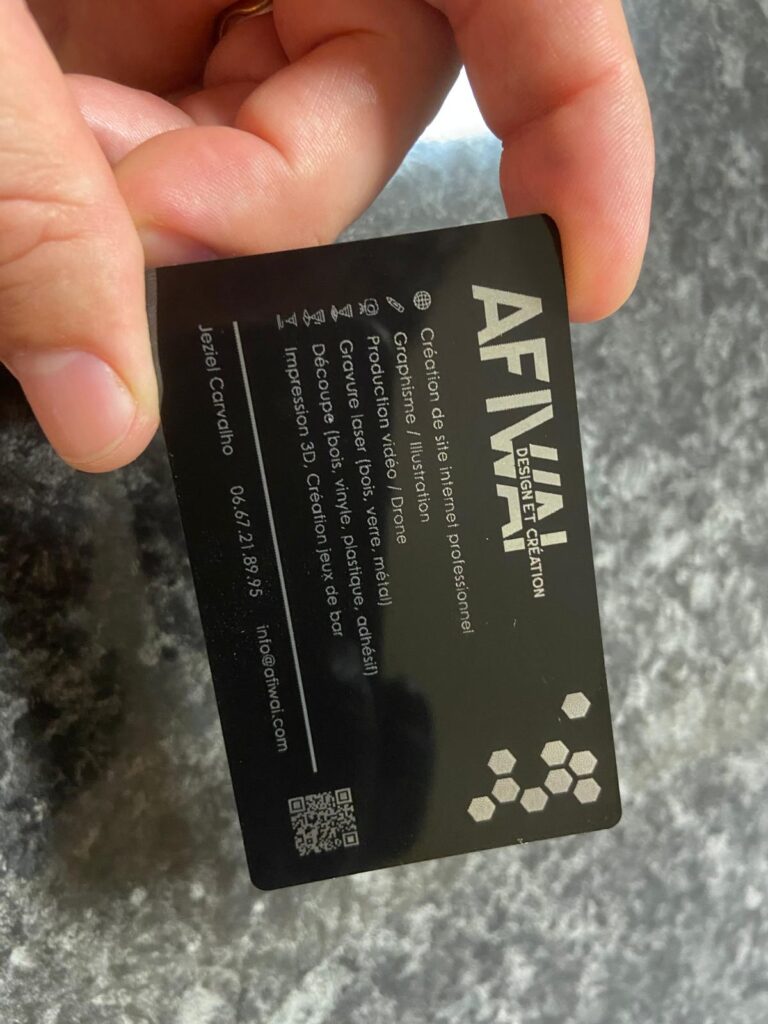 AFIWAI
DESIGN ET CRÉATION
Création de site internet professionnel
Graphisme / Illustration
Production vidéo / Drone
Gravure laser (bois, verre, métal)
Découpe (bois, vinyle, plastique, adhésif)
Impression 3D, Création jeux de bar
Jeziel Carvalho 06.67.21.89.95 info@afiwai.com